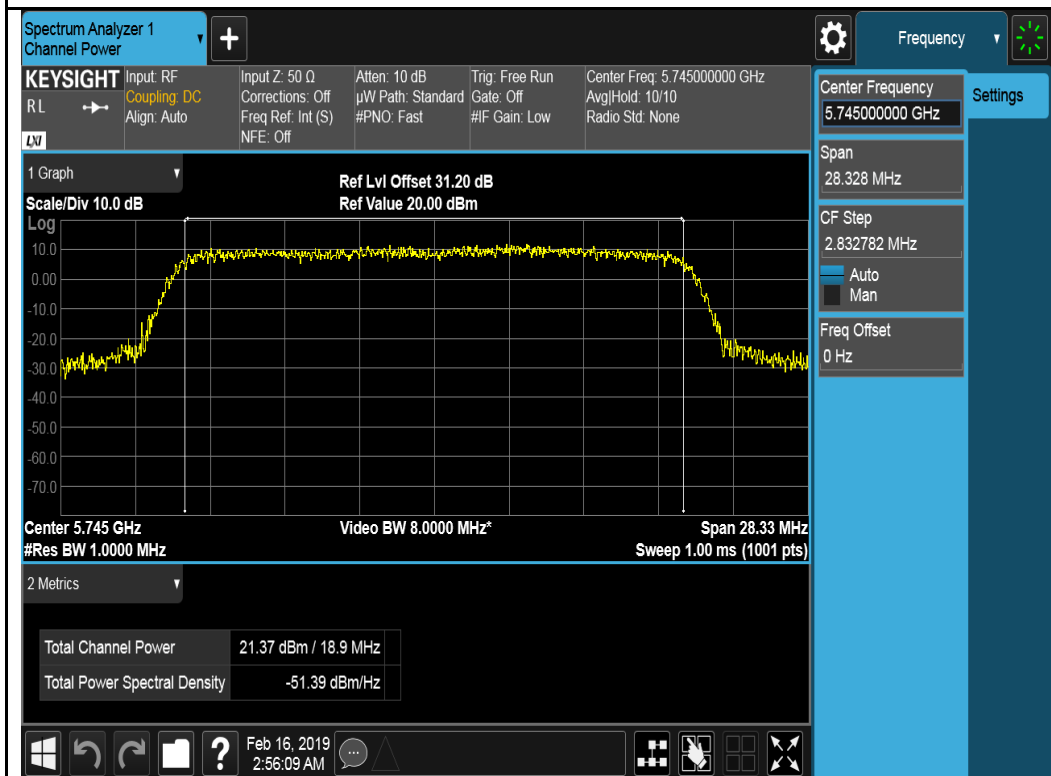 Spectrum Analyzer 1
Channel Power
+
Frequency
KEYSIGHT
RL
LXI
Input: RF
Coupling: DC
Align: Auto
Input Z: 50 Ω
Corrections: Off
Freq Ref: Int (S)
NFE: Off
Atten: 10 dB
µW Path: Standard
#PNO: Fast
Trig: Free Run
Gate: Off
#IF Gain: Low
Center Freq: 5.745000000 GHz
Avg|Hold: 10/10
Radio Std: None
Center Frequency
5.745000000 GHz
Settings
Span
28.328 MHz
CF Step
2.832782 MHz
Auto
Man
Freq Offset
0 Hz
1 Graph
Ref Lvl Offset 31.20 dB
Scale/Div 10.0 dB
Ref Value 20.00 dBm
Log
10.0
0.00
-10.0
-20.0
-30.0
-40.0
-50.0
-60.0
-70.0
Center 5.745 GHz
Video BW 8.0000 MHz*
Span 28.33 MHz
#Res BW 1.0000 MHz
Sweep 1.00 ms (1001 pts)
2 Metrics
Total Channel Power 21.37 dBm / 18.9 MHz
Total Power Spectral Density -51.39 dBm/Hz
?
Feb 16, 2019
2:56:09 AM